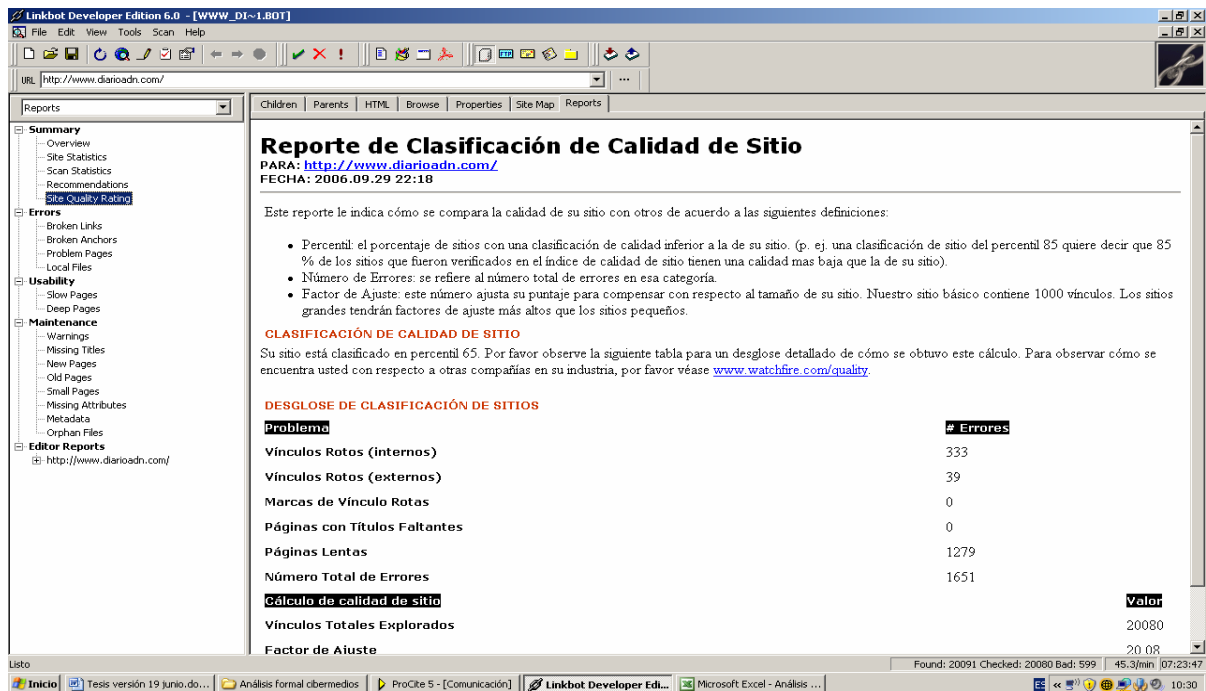 Linkbot Developer Edition 6.0 - [WWW_DI~1.BOT]
File Edit View Tools Scan Help
URL http://www.diarioadn.com/
Reports
Children Parents HTML Browse Properties Site Map Reports
Summary
Overview
Site Statistics
Scan Statistics
Recommendations
Site Quality Rating
Errors
Broken Links
Broken Anchors
Problem Pages
Local Files
Usability
Slow Pages
Deep Pages
Maintenance
Warnings
Missing Titles
New Pages
Old Pages
Small Pages
Missing Attributes
Metadata
Orphan Files
Editor Reports
http://www.diarioadn.com/
Reporte de Clasificación de Calidad de Sitio
PARA: http://www.diarioadn.com/
FECHA: 2006.09.29 22:18
Este reporte le indica cómo se compara la calidad de su sitio con otros de acuerdo a las siguientes definiciones:
• Percentil: el porcentaje de sitios con una clasificación de calidad inferior a la de su sitio. (p. ej. una clasificación de sitio del percentil 85 quiere decir que 85
% de los sitios que fueron verificados en el índice de calidad de sitio tienen una calidad mas baja que la de su sitio).
• Número de Errores: se refiere al número total de errores en esa categoría.
• Factor de Ajuste: este número ajusta su puntaje para compensar con respecto al tamaño de su sitio. Nuestro sitio básico contiene 1000 vínculos. Los sitios
grandes tendrán factores de ajuste más altos que los sitios pequeños.
CLASIFICACIÓN DE CALIDAD DE SITIO
Su sitio está clasificado en percentil 65. Por favor observe la siguiente tabla para un desglose detallado de cómo se obtuvo este cálculo. Para observar cómo se
encuentra usted con respecto a otras compañías en su industria, por favor véase www.watchfire.com/quality.
DESGLOSE DE CLASIFICACIÓN DE SITIOS
Problema # Errores
Vínculos Rotos (internos) 333
Vínculos Rotos (externos) 39
Marcas de Vínculo Rotas 0
Páginas con Títulos Faltantes 0
Páginas Lentas 1279
Número Total de Errores 1651
Cálculo de calidad de sitio Valor
Vínculos Totales Explorados 20080
Factor de Ajuste 20.08
Listo Found: 20091 Checked: 20080 Bad: 599 45.3/min 07:23:47
Inicio Tesis versión 19 junio.do... Análisis formal cibermedios ProCite 5 - [Comunicación] Linkbot Developer Edi... Microsoft Excel - Análisis ... ES 10:30